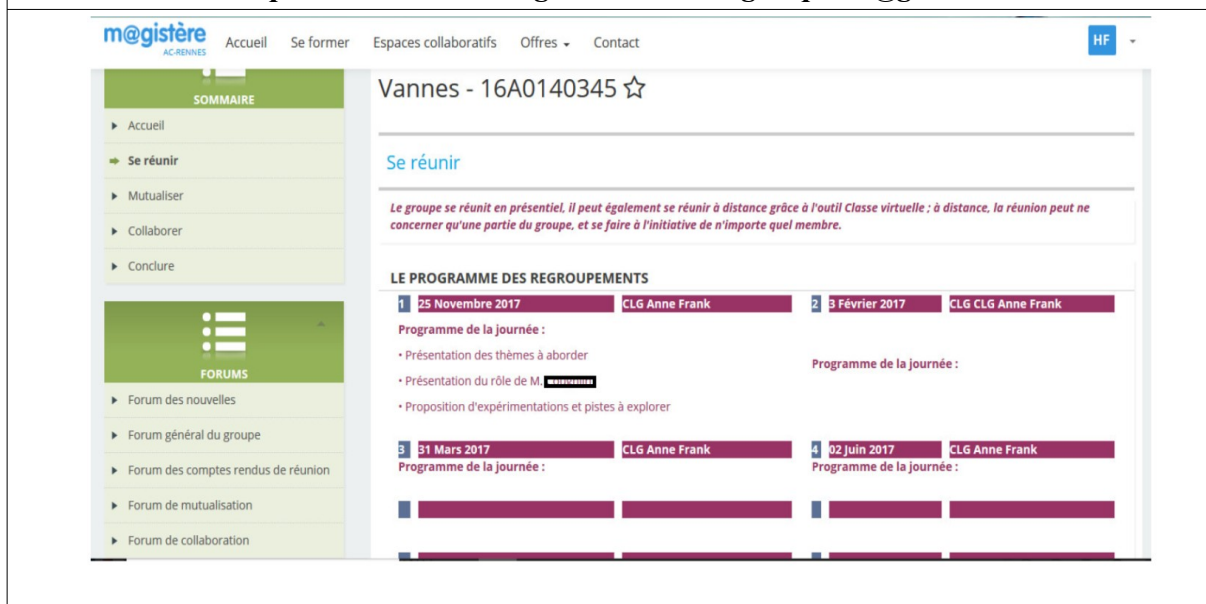 m@gistère
AC-RENNES
Accueil Se former Espaces collaboratifs Offres Contact
HF
SOMMAIRE
Accueil
Se réunir
Mutualiser
Collaborer
Conclure
FORUMS
Forum des nouvelles
Forum général du groupe
Forum des comptes rendus de réunion
Forum de mutualisation
Forum de collaboration
Vannes - 16A0140345
Se réunir
Le groupe se réunit en présentiel, il peut également se réunir à distance grâce à l'outil Classe virtuelle ; à distance, la réunion peut ne
concerner qu'une partie du groupe, et se faire à l'initiative de n'importe quel membre.
LE PROGRAMME DES REGROUPEMENTS
1 25 Novembre 2017 CLG Anne Frank
Programme de la journée :
• Présentation des thèmes à aborder
• Présentation du rôle de M.
• Proposition d'expérimentations et pistes à explorer
2 3 Février 2017 CLG CLG Anne Frank
Programme de la journée :
3 31 Mars 2017 CLG Anne Frank
Programme de la journée :
4 02 Juin 2017 CLG Anne Frank
Programme de la journée :